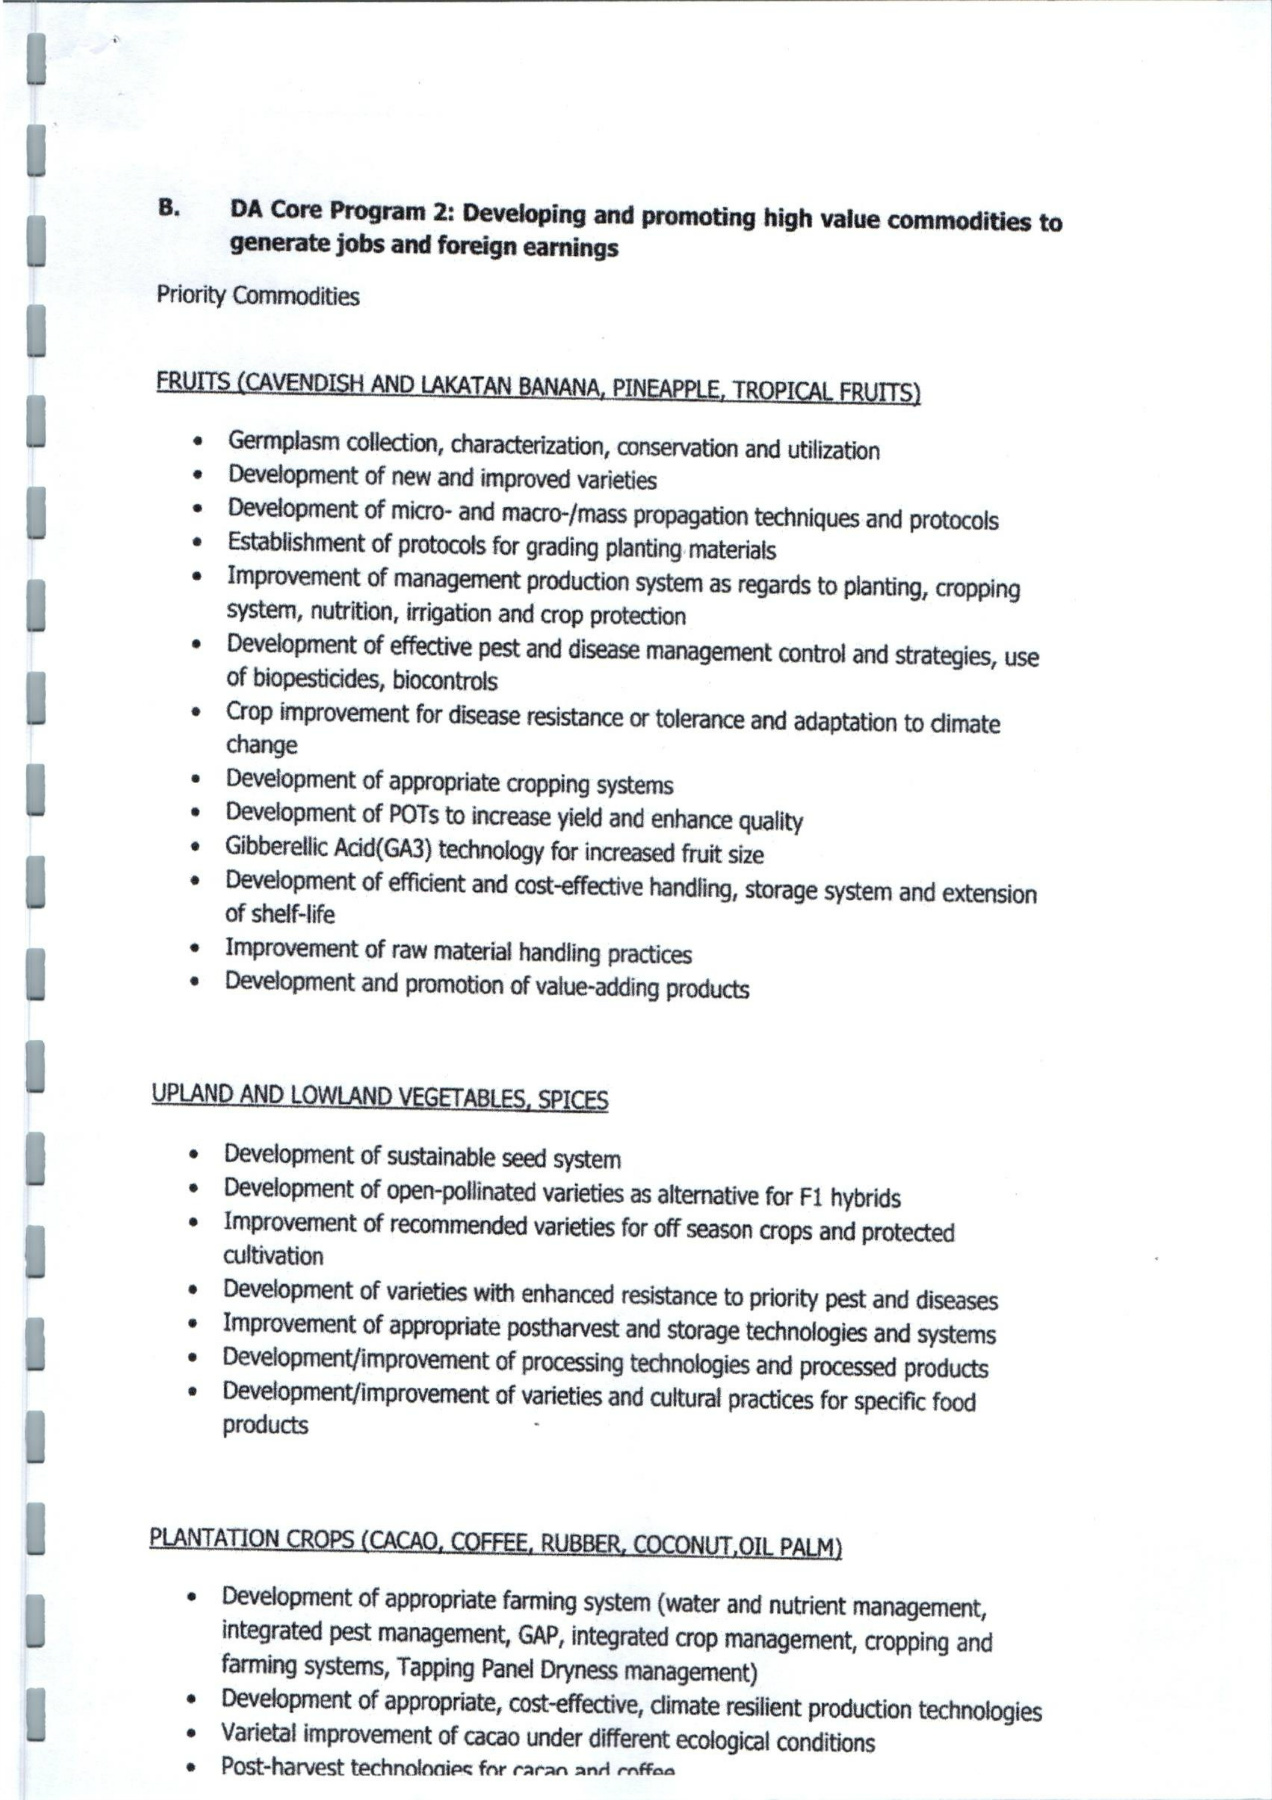 B. DA Core Program 2: Developing and promoting high value commodities to
generate jobs and foreign earnings
Priority Commodities
FRUITS (CAVENDISH AND LAKATAN BANANA, PINEAPPLE, TROPICAL FRUITS)
• Germplasm collection, characterization, conservation and utilization
• Development of new and improved varieties
• Development of micro- and macro-/mass propagation techniques and protocols
• Establishment of protocols for grading planting materials
• Improvement of management production system as regards to planting, cropping
system, nutrition, irrigation and crop protection
• Development of effective pest and disease management control and strategies, use
of biopesticides, biocontrols
• Crop improvement for disease resistance or tolerance and adaptation to climate
change
• Development of appropriate cropping systems
• Development of POTs to increase yield and enhance quality
• Gibberellic Acid(GA3) technology for increased fruit size
• Development of efficient and cost-effective handling, storage system and extension
of shelf-life
• Improvement of raw material handling practices
• Development and promotion of value-adding products
UPLAND AND LOWLAND VEGETABLES, SPICES
• Development of sustainable seed system
• Development of open-pollinated varieties as alternative for F1 hybrids
• Improvement of recommended varieties for off season crops and protected
cultivation
• Development of varieties with enhanced resistance to priority pest and diseases
• Improvement of appropriate postharvest and storage technologies and systems
• Development/improvement of processing technologies and processed products
• Development/improvement of varieties and cultural practices for specific food
products
PLANTATION CROPS (CACAO, COFFEE, RUBBER, COCONUT,OIL PALM)
• Development of appropriate farming system (water and nutrient management,
integrated pest management, GAP, integrated crop management, cropping and
farming systems, Tapping Panel Dryness management)
• Development of appropriate, cost-effective, climate resilient production technologies
• Varietal improvement of cacao under different ecological conditions
• Post-harvest technologies for cacao and coffee